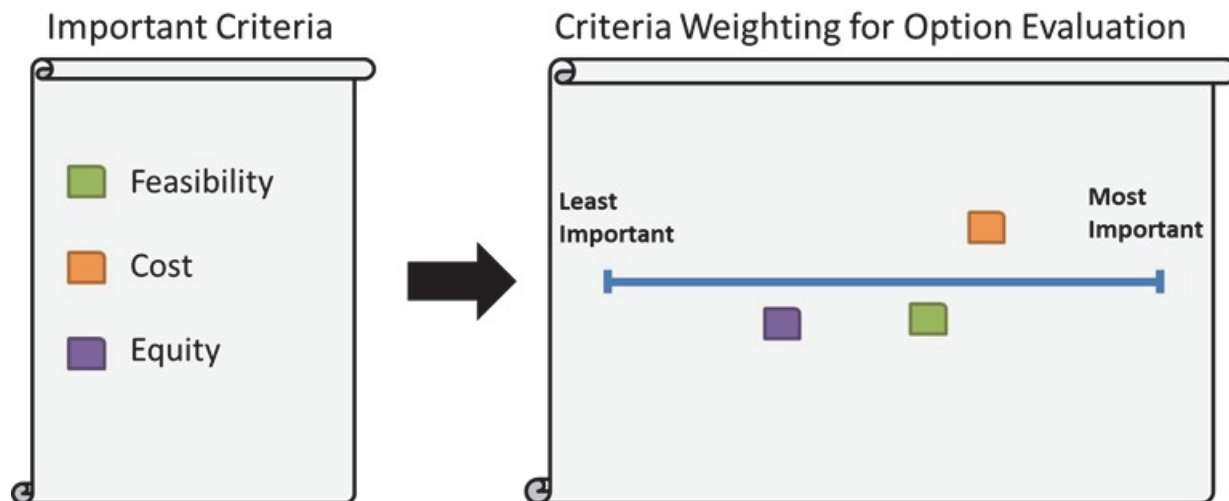 Important Criteria
Feasibility
Cost
Equity
Criteria Weighting for Option Evaluation
Least
Important
Most
Important